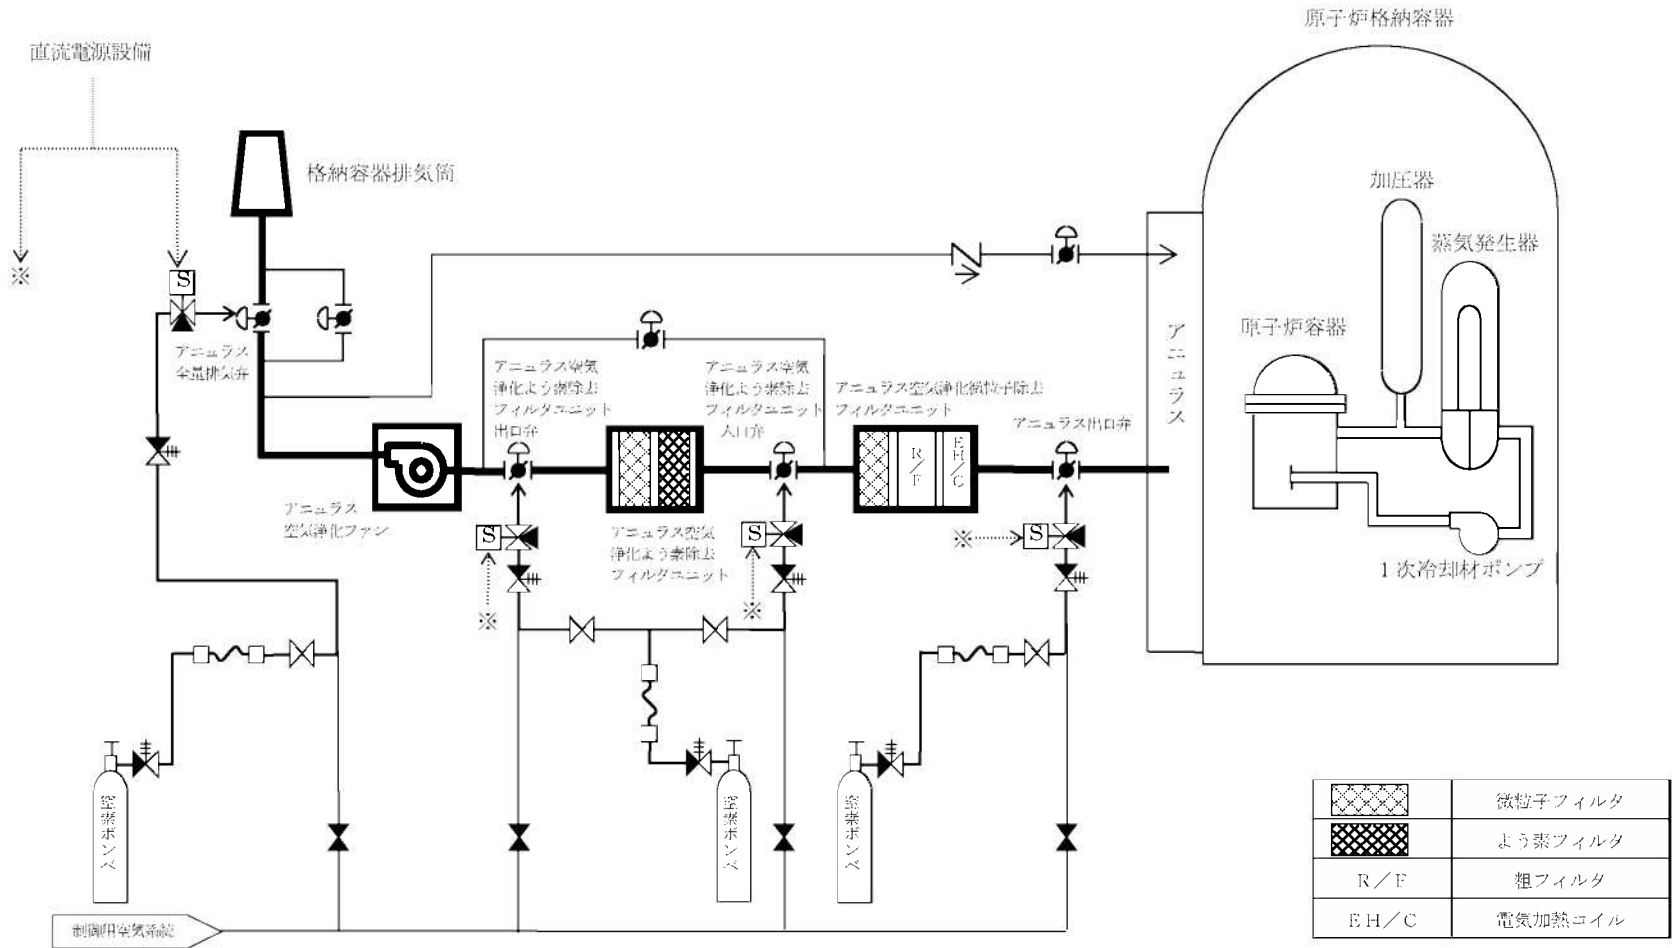 原子炉格納容器
直流電源設備
格納容器排気筒
※
S
加圧器
蒸気発生器
原子炉容器
アニュラス
アニュラス
全量排気弁
アニュラス空気
浄化よう素除去
フィルタユニット
出口弁
アニュラス空気
浄化よう素除去
フィルタユニット
入口弁
アニュラス空気浄化微粒子除去
フィルタユニット
アニュラス出口弁
R/F
EH/C
アニュラス
空気浄化ファン
アニュラス空気
浄化よう素除去
フィルタユニット
S
※
S
※
※
S
1次冷却材ポンプ
窒素ボンベ
窒素ボンベ
窒素ボンベ
制御用空気系統
微粒子フィルタ
よう素フィルタ
R/F
粗フィルタ
EH/C
電気加熱コイル